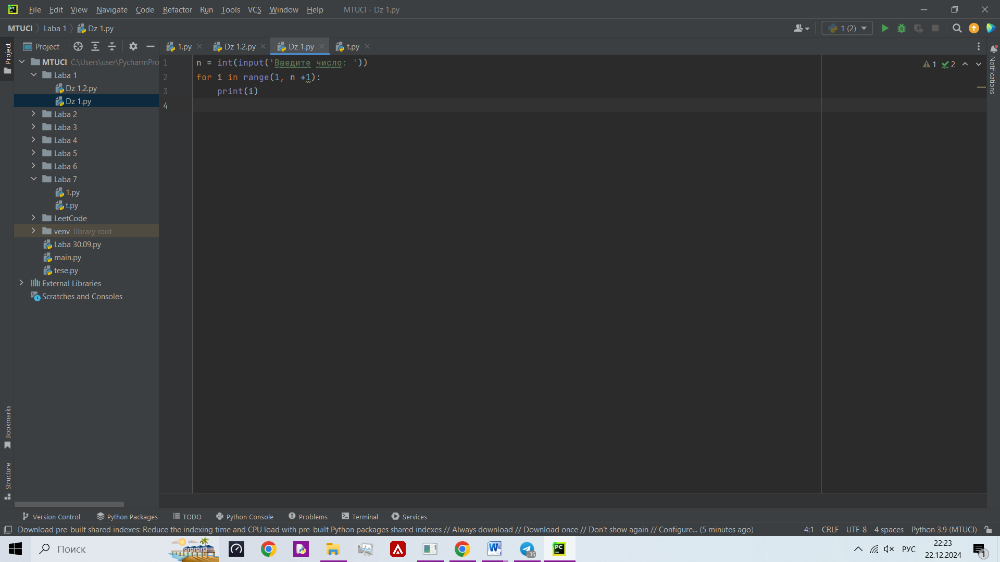 File Edit View Navigate Code Refactor Run Tools VCS Window Help MTUCI - Dz 1.py
MTUCI Laba 1 Dz 1.py
1 (2)
Project
1.py
Dz 1.2.py
Dz 1.py
t.py
Project
MTUCI C:\Users\user\PycharmPro
Laba 1
Dz 1.2.py
Dz 1.py
Laba 2
Laba 3
Laba 4
Laba 5
Laba 6
Laba 7
1.py
t.py
LeetCode
venv library root
Laba 30.09.py
main.py
tese.py
External Libraries
Scratches and Consoles
1 n = int(input('Введите число: '))
2 for i in range(1, n +1):
3 print(i)
4
1 2
Notifications
Bookmarks
Structure
Version Control Python Packages TODO Python Console Problems Terminal Services
Download pre-built shared indexes: Reduce the indexing time and CPU load with pre-built Python packages shared indexes // Always download // Download once // Don't show again // Configure... (5 minutes ago) 4:1 CRLF UTF-8 4 spaces Python 3.9 (MTUCI)
Поиск
W
35
PC
РУС
22:23
22.12.2024
1